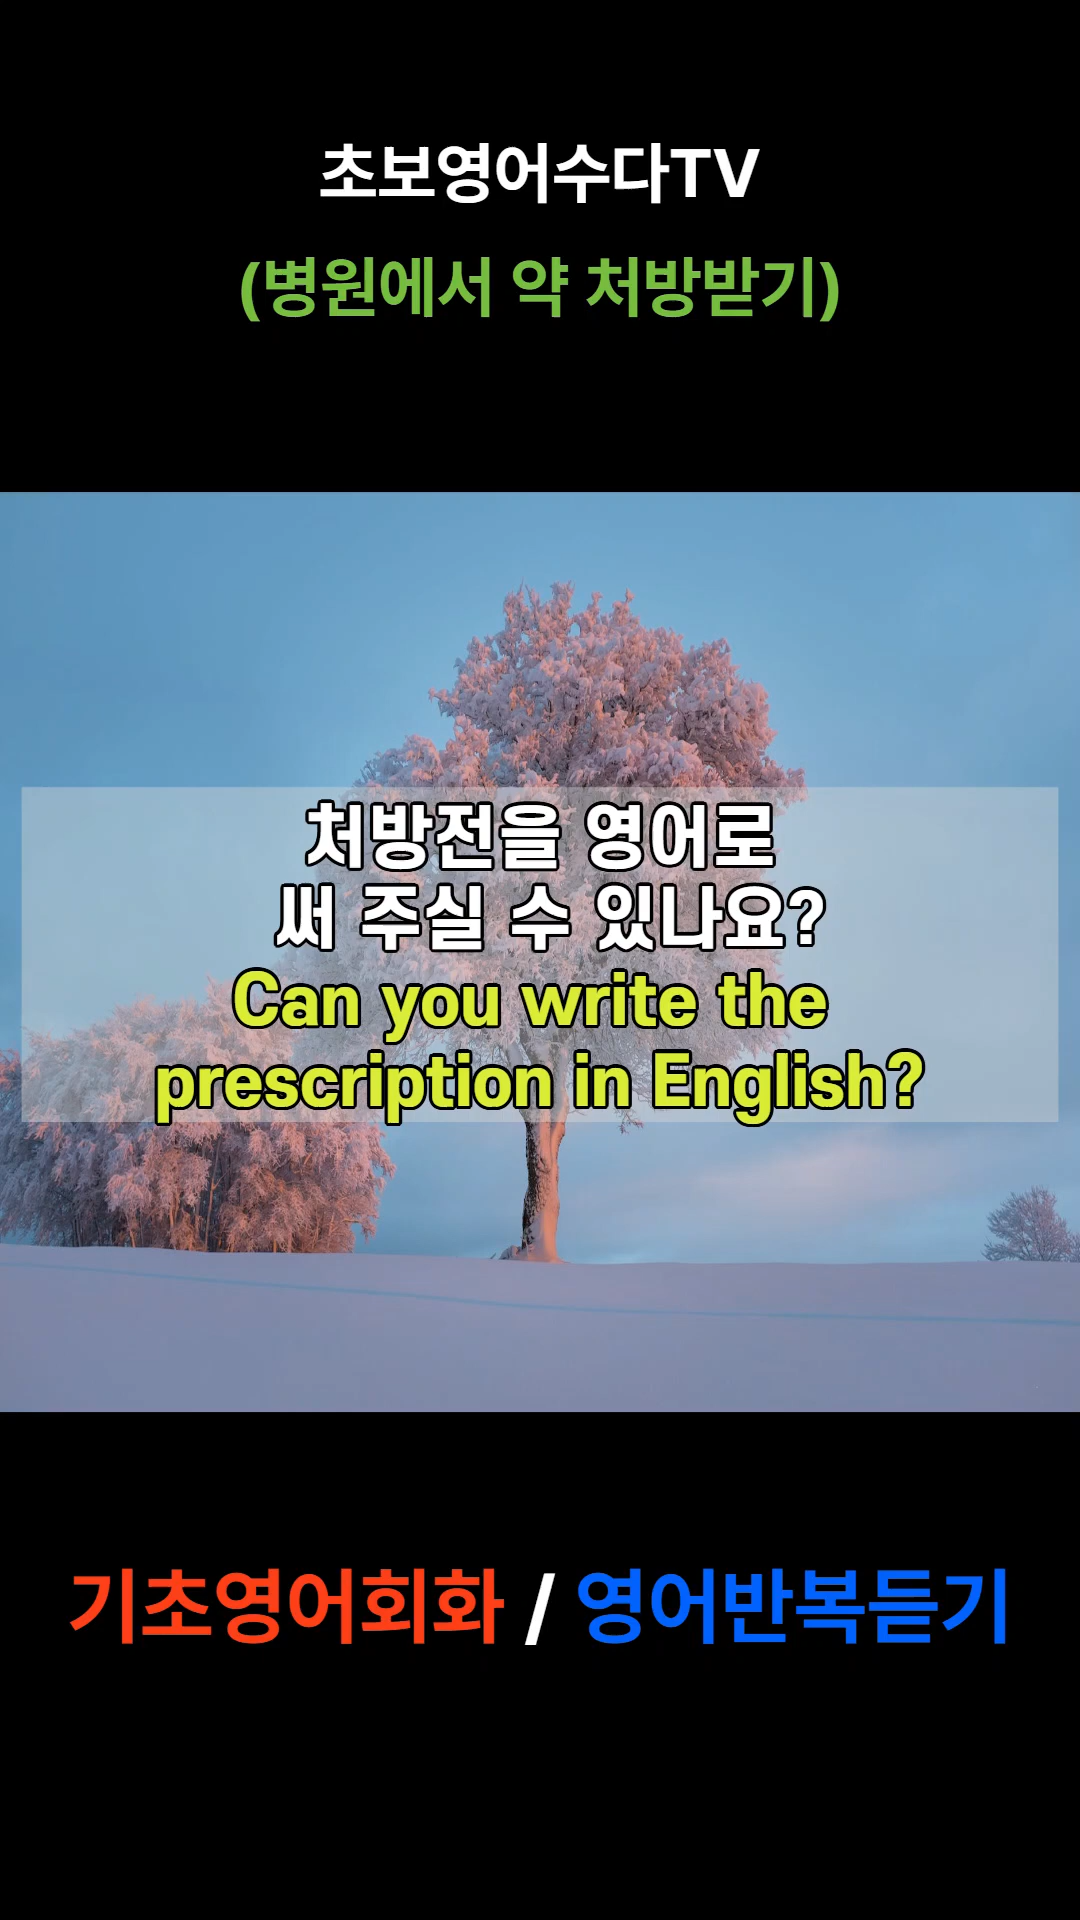 초보영어수다TV
(병원에서 약 처방받기)
처방전을 영어로
써 주실 수 있나요?
Can you write the
prescription in English?
기초영어회화 / 영어반복듣기